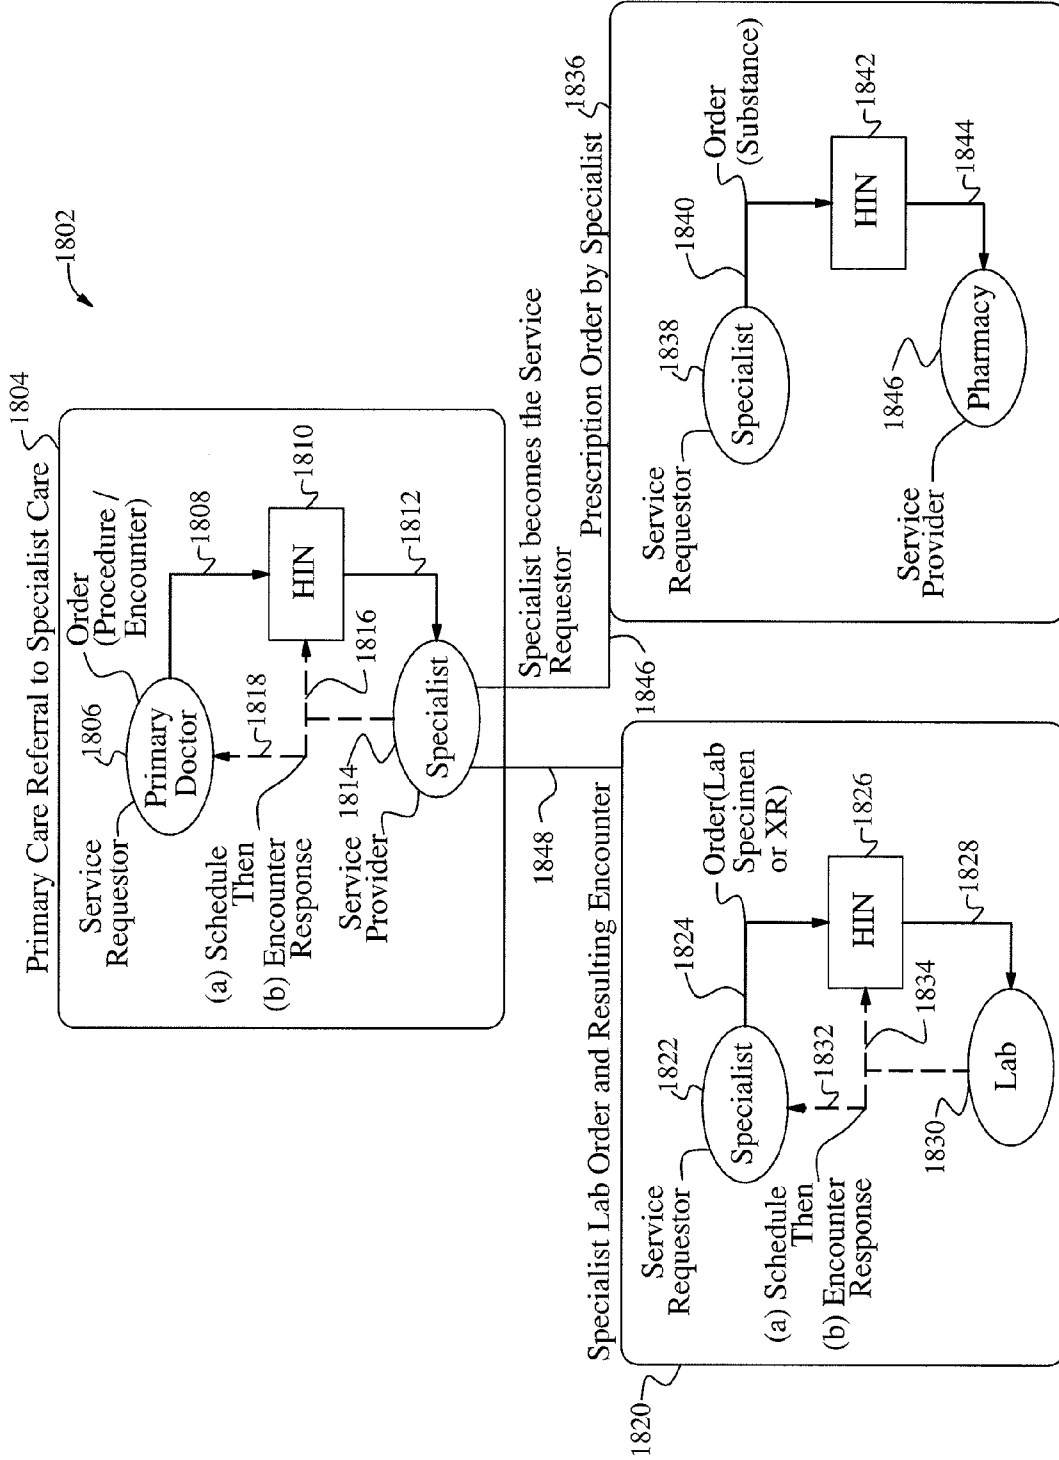 1802
Primary Care Referral to Specialist Care
1804
Service
Requestor
1806
Primary
Doctor
Order
(Procedure /
Encounter)
1808
(a) Schedule
Then
(b) Encounter
Response
1818
1816
HIN
1810
1812
Service
Provider
1814
Specialist
Specialist becomes the Service
Requestor
1848
1846
Specialist Lab Order and Resulting Encounter
1820
Service
Requestor
1822
Specialist
1824
Order(Lab
Specimen
or XR)
(a) Schedule
Then
(b) Encounter
Response
1832
1834
HIN
1826
1828
1830
Lab
Prescription Order by Specialist
1836
Service
Requestor
1838
Specialist
1840
Order
(Substance)
HIN
1842
1844
Service
Provider
1846
Pharmacy